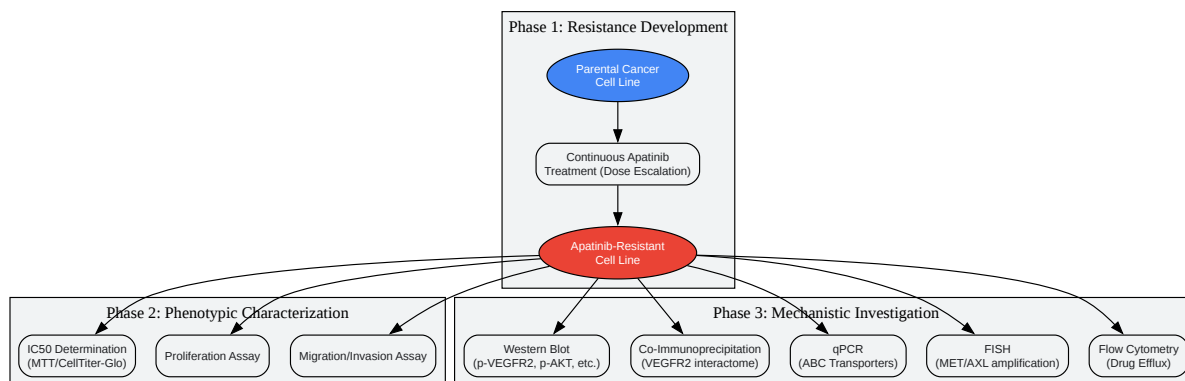 Phase 1: Resistance Development
Parental Cancer
Cell Line
Continuous Apatinib
Treatment (Dose Escalation)
Apatinib-Resistant
Cell Line
Phase 2: Phenotypic Characterization
IC50 Determination
(MTT/CellTiter-Glo)
Proliferation Assay
Migration/Invasion Assay
Phase 3: Mechanistic Investigation
Western Blot
(p-VEGFR2, p-AKT, etc.)
Co-Immunoprecipitation
(VEGFR2 interactome)
qPCR
(ABC Transporters)
FISH
(MET/AXL amplification)
Flow Cytometry
(Drug Efflux)